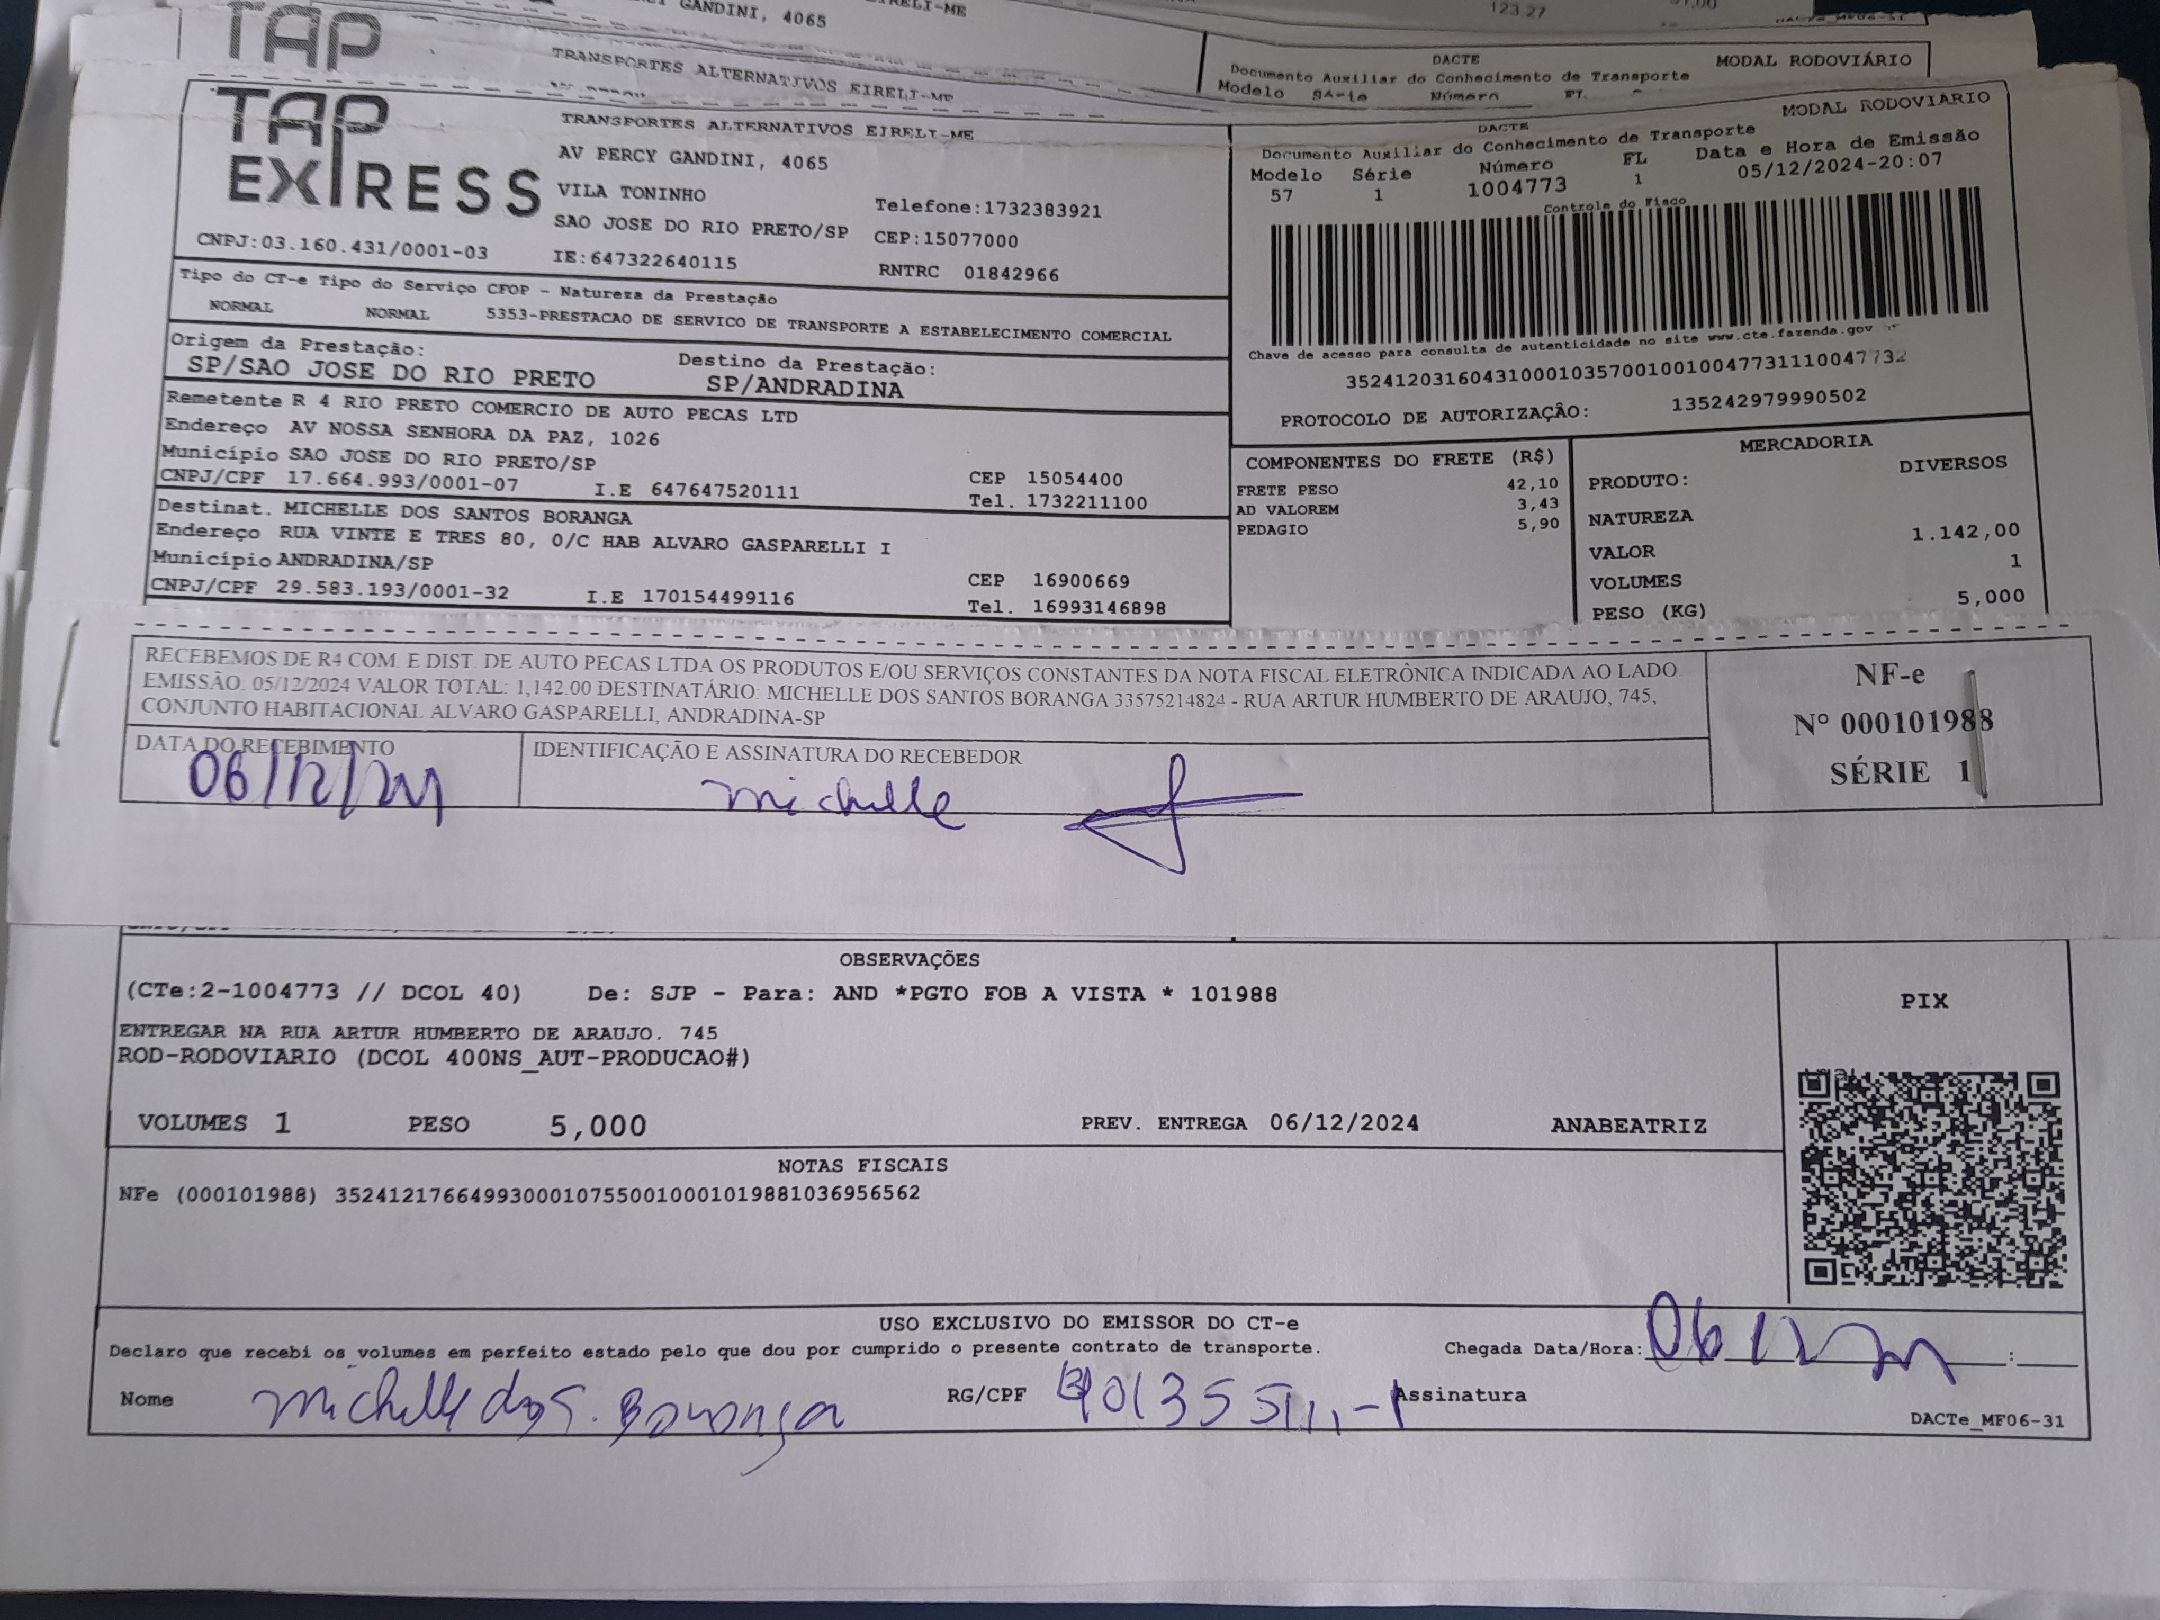 GANDINI, 4065
123.27
TAP
TRANSPORTES ALTERNATIVOS EIRELI-ME
DACTE
MODAL RODOVIÁRIO
Documento Auxiliar do Conhecimento de Transporte
Modelo Série Número FL
TAP EXPRESS
TRANSPORTES ALTERNATIVOS EIRELI-ME
AV PERCY GANDINI, 4065
VILA TONINHO
Telefone:1732383921
SAO JOSE DO RIO PRETO/SP CEP:15077000
CNPJ:03.160.431/0001-03 IE:647322640115 RNTRC 01842966
DACTE
MODAL RODOVIARIO
Documento Auxiliar do Conhecimento de Transporte
Modelo Série Número FL Data e Hora de Emissão
57 1 1004773 1 05/12/2024-20:07
Controle do Fisco
Chave de acesso para consulta de autenticidade no site www.cte.fazenda.gov
35241203160431000103570010010047731110047732
PROTOCOLO DE AUTORIZAÇÃO: 135242979990502
Tipo do CT-e Tipo do Serviço CFOP - Natureza da Prestação
NORMAL NORMAL 5353-PRESTACAO DE SERVICO DE TRANSPORTE A ESTABELECIMENTO COMERCIAL
Origem da Prestação: Destino da Prestação:
SP/SAO JOSE DO RIO PRETO SP/ANDRADINA
Remetente R 4 RIO PRETO COMERCIO DE AUTO PECAS LTD
Endereço AV NOSSA SENHORA DA PAZ, 1026
Município SAO JOSE DO RIO PRETO/SP CEP 15054400
CNPJ/CPF 17.664.993/0001-07 I.E 647647520111 Tel. 1732211100
Destinat. MICHELLE DOS SANTOS BORANGA
Endereço RUA VINTE E TRES 80, 0/C HAB ALVARO GASPARELLI I
Município ANDRADINA/SP CEP 16900669
CNPJ/CPF 29.583.193/0001-32 I.E 170154499116 Tel. 16993146898
COMPONENTES DO FRETE (R$)
FRETE PESO 42,10
AD VALOREM 3,43
PEDAGIO 5,90
MERCADORIA
PRODUTO: DIVERSOS
NATUREZA
VALOR 1.142,00
VOLUMES 1
PESO (KG) 5,000
RECEBEMOS DE R4 COM. E DIST. DE AUTO PECAS LTDA OS PRODUTOS E/OU SERVIÇOS CONSTANTES DA NOTA FISCAL ELETRÔNICA INDICADA AO LADO.
EMISSÃO: 05/12/2024 VALOR TOTAL: 1,142.00 DESTINATÁRIO: MICHELLE DOS SANTOS BORANGA 33575214824 - RUA ARTUR HUMBERTO DE ARAUJO, 745,
CONJUNTO HABITACIONAL ALVARO GASPARELLI, ANDRADINA-SP
DATA DO RECEBIMENTO IDENTIFICAÇÃO E ASSINATURA DO RECEBEDOR
06/12/24 michelle
NF-e
N° 000101988
SÉRIE 1
OBSERVAÇÕES
(CTe:2-1004773 // DCOL 40) De: SJP - Para: AND *PGTO FOB A VISTA * 101988
ENTREGAR NA RUA ARTUR HUMBERTO DE ARAUJO. 745
ROD-RODOVIARIO (DCOL 400NS_AUT-PRODUCAO#)
VOLUMES 1 PESO 5,000 PREV. ENTREGA 06/12/2024 ANABEATRIZ
PIX
NOTAS FISCAIS
NFe (000101988) 35241217664993000107550010001019881036956562
USO EXCLUSIVO DO EMISSOR DO CT-e
Declaro que recebi os volumes em perfeito estado pelo que dou por cumprido o presente contrato de transporte. Chegada Data/Hora: 06 12 24 :
Nome michelle dos S. Boranga RG/CPF Assinatura
DACTe_MF06-31